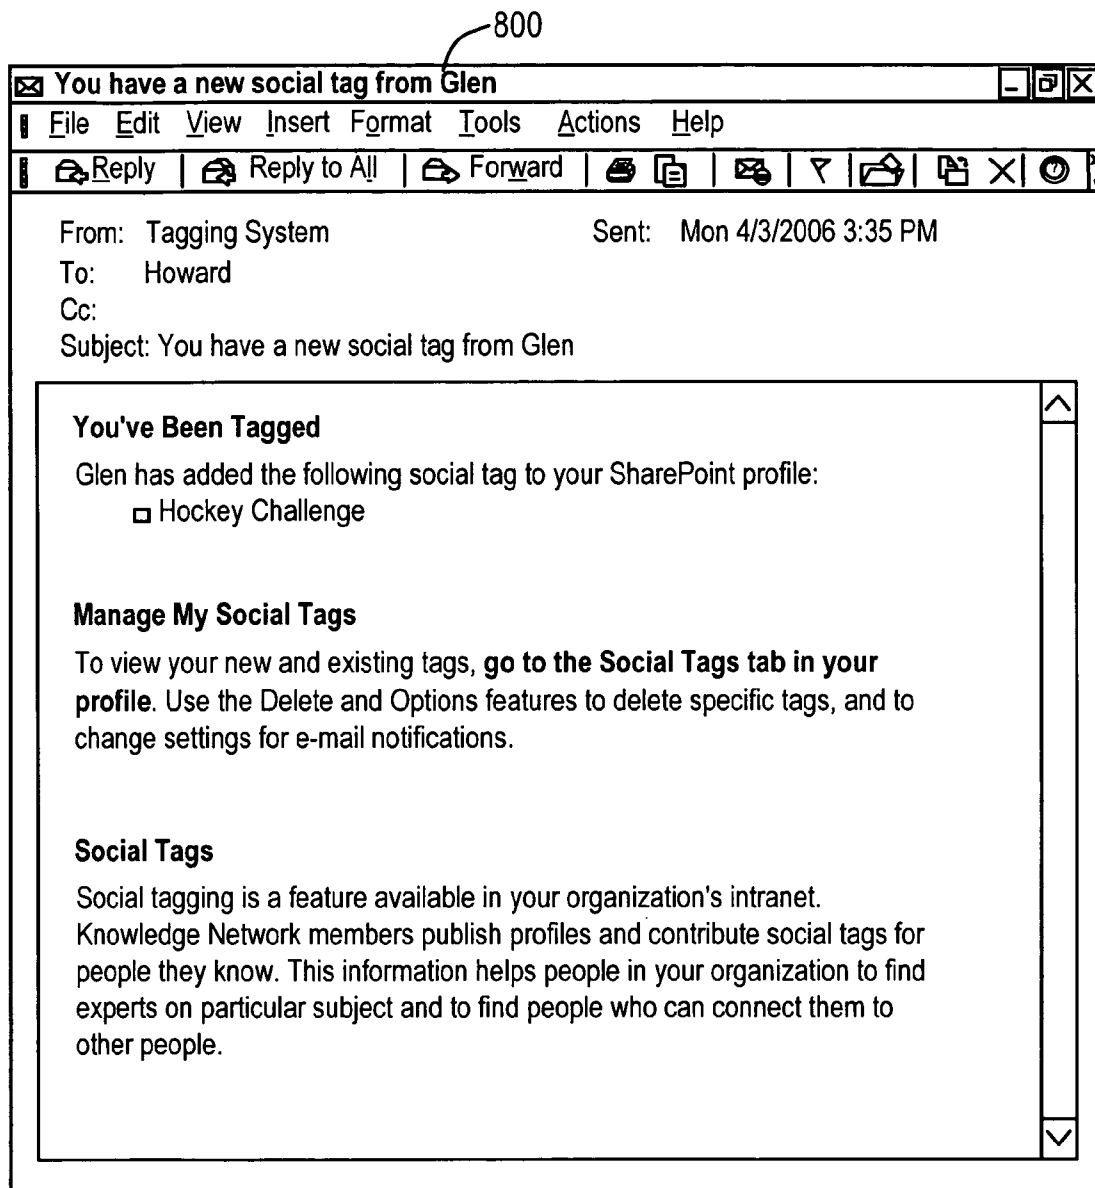 800
You have a new social tag from Glen
File Edit View Insert Format Tools Actions Help
Reply Reply to All Forward
From: Tagging System Sent: Mon 4/3/2006 3:35 PM
To: Howard
Cc:
Subject: You have a new social tag from Glen
You've Been Tagged
Glen has added the following social tag to your SharePoint profile:
Hockey Challenge
Manage My Social Tags
To view your new and existing tags, go to the Social Tags tab in your
profile. Use the Delete and Options features to delete specific tags, and to
change settings for e-mail notifications.
Social Tags
Social tagging is a feature available in your organization's intranet.
Knowledge Network members publish profiles and contribute social tags for
people they know. This information helps people in your organization to find
experts on particular subject and to find people who can connect them to
other people.